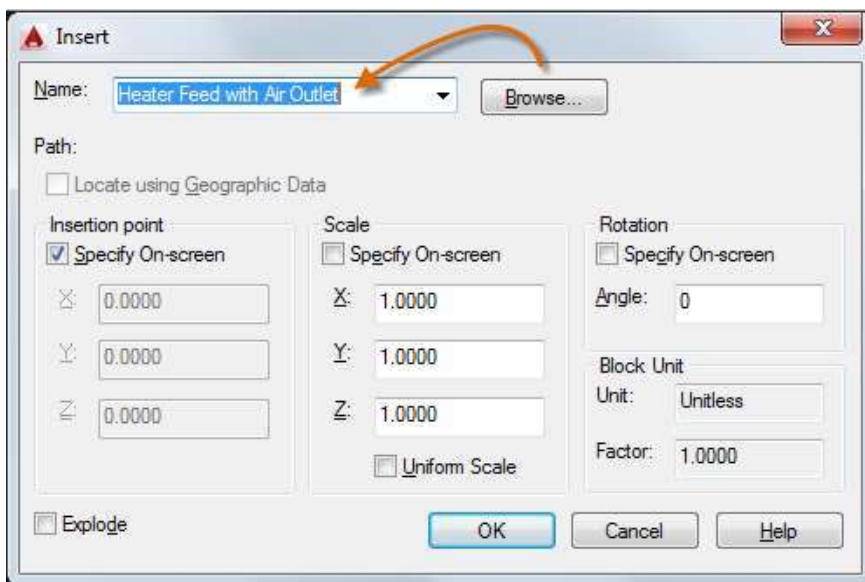 Insert
Name: Heater Feed with Air Outlet Browse...
Path:
Locate using Geographic Data
Insertion point
Specify On-screen
X: 0.0000
Y: 0.0000
Z: 0.0000
Scale
Specify On-screen
X: 1.0000
Y: 1.0000
Z: 1.0000
Uniform Scale
Rotation
Specify On-screen
Angle: 0
Block Unit
Unit: Unitless
Factor: 1.0000
Explode
OK Cancel Help